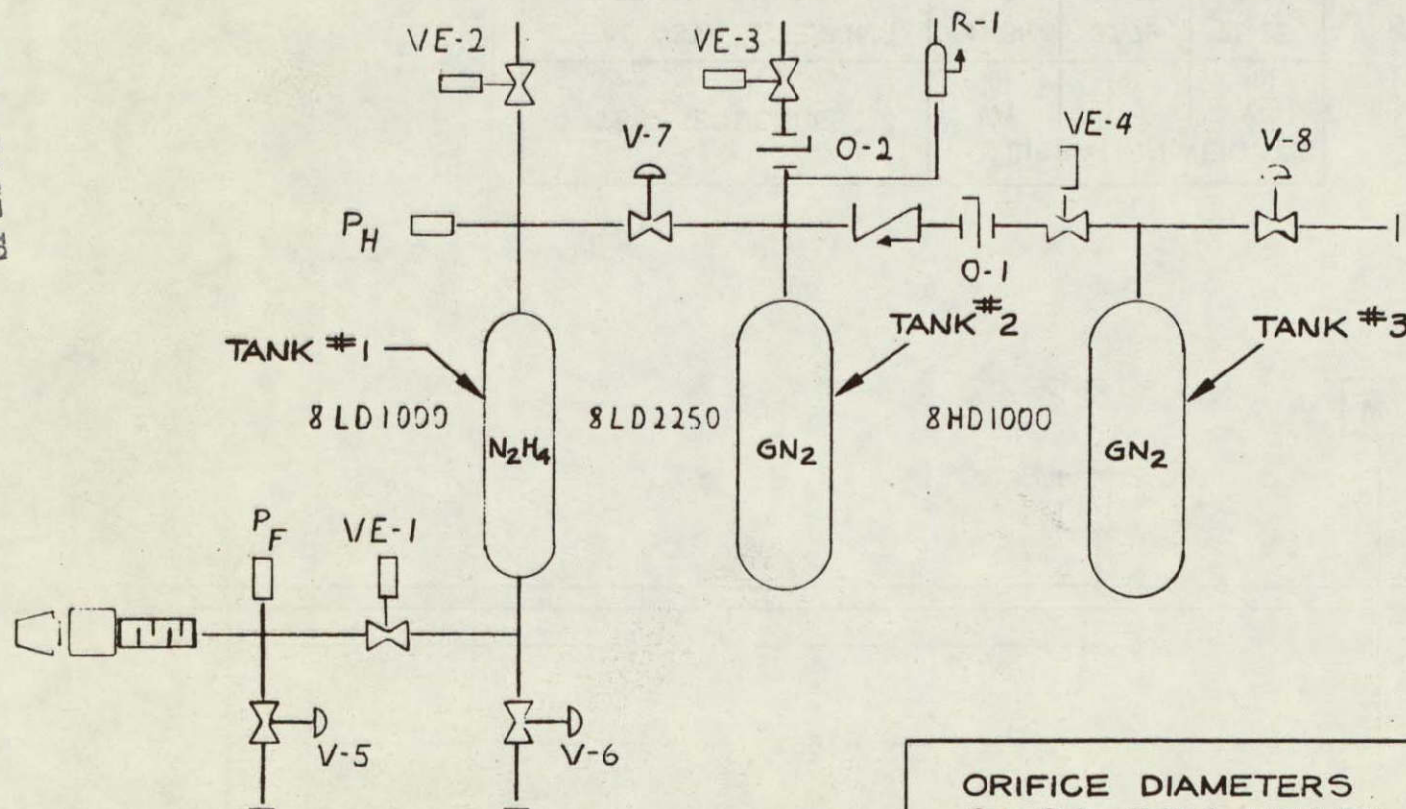 VE-2
VE-3
R-1
V-7
O-2
VE-4
V-8
P_H
O-1
TANK #1
TANK #2
TANK #3
8LD1000
8LD2250
8HD1000
N₂H₄
GN₂
GN₂
P_F
VE-1
V-5
V-6
ORIFICE DIAMETERS